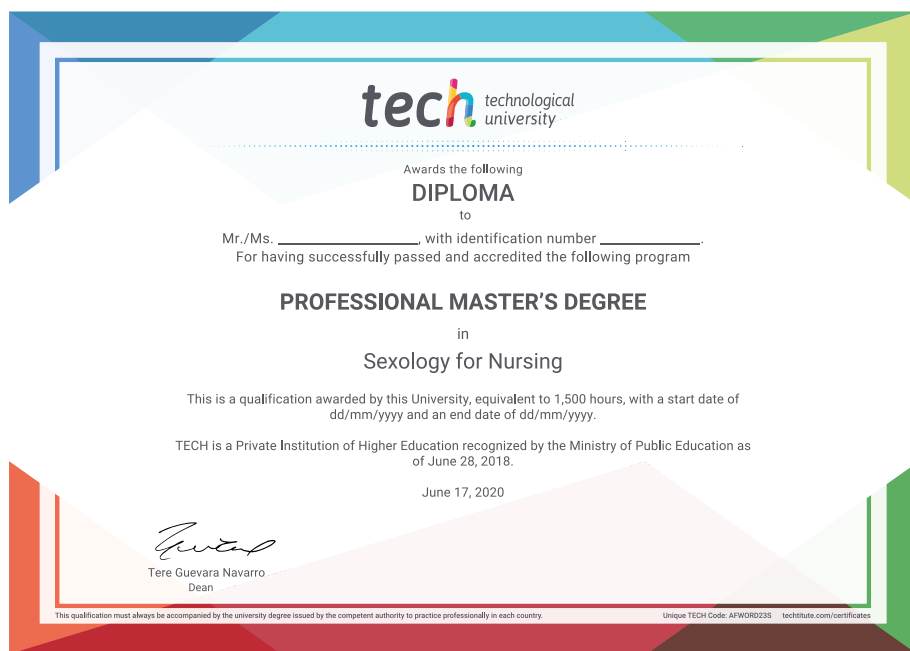 tech technological
university
Awards the following
DIPLOMA
to
Mr./Ms. ____________________, with identification number ______________.
For having successfully passed and accredited the following program
PROFESSIONAL MASTER'S DEGREE
in
Sexology for Nursing
This is a qualification awarded by this University, equivalent to 1,500 hours, with a start date of
dd/mm/yyyy and an end date of dd/mm/yyyy.
TECH is a Private Institution of Higher Education recognized by the Ministry of Public Education as
of June 28, 2018.
June 17, 2020
Tere Guevara Navarro
Dean
This qualification must always be accompanied by the university degree issued by the competent authority to practice professionally in each country. Unique TECH Code: AFWORD23S techtitute.com/certificates